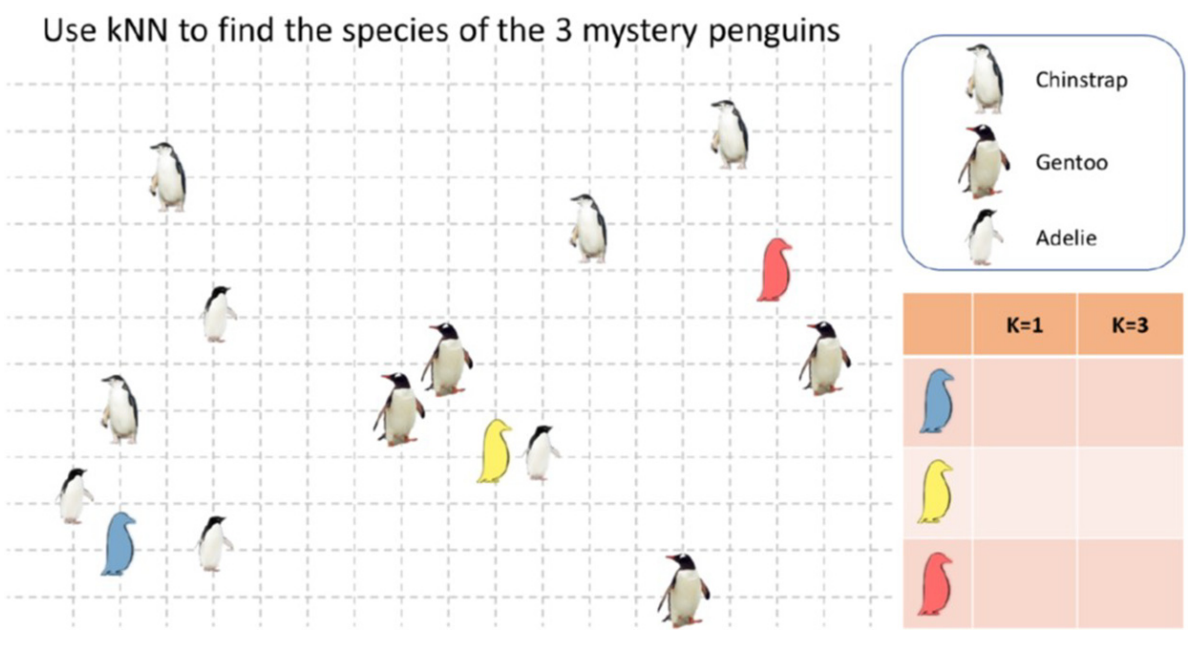 Use kNN to find the species of the 3 mystery penguins
Chinstrap
Gentoo
Adelie
K=1 K=3